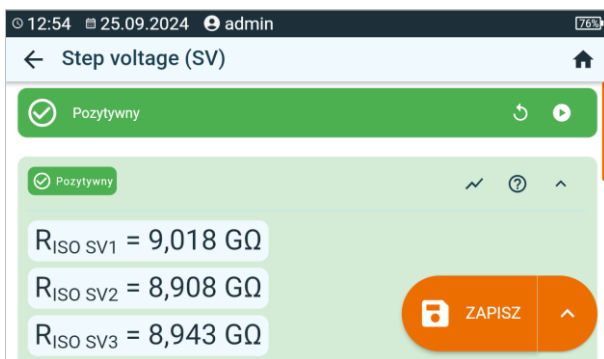 12:54 25.09.2024 admin 76%
Step voltage (SV)
Pozytywny
Pozytywny
RISO SV1 = 9,018 GΩ
RISO SV2 = 8,908 GΩ
RISO SV3 = 8,943 GΩ
ZAPISZ